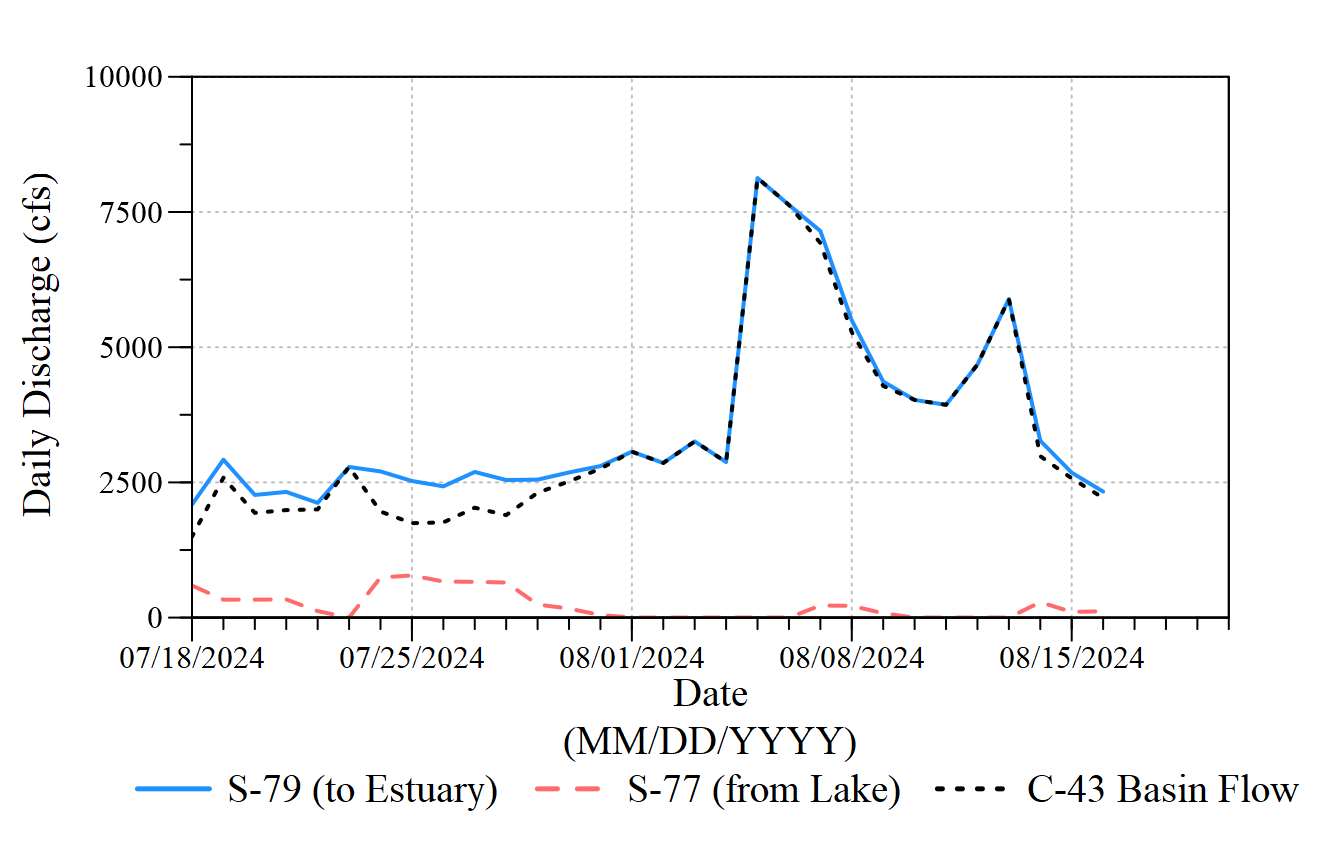 10000
7500
5000
2500
0
Daily Discharge (cfs)
07/18/2024 07/25/2024 08/01/2024 08/08/2024 08/15/2024
Date
(MM/DD/YYYY)
S-79 (to Estuary) S-77 (from Lake) C-43 Basin Flow